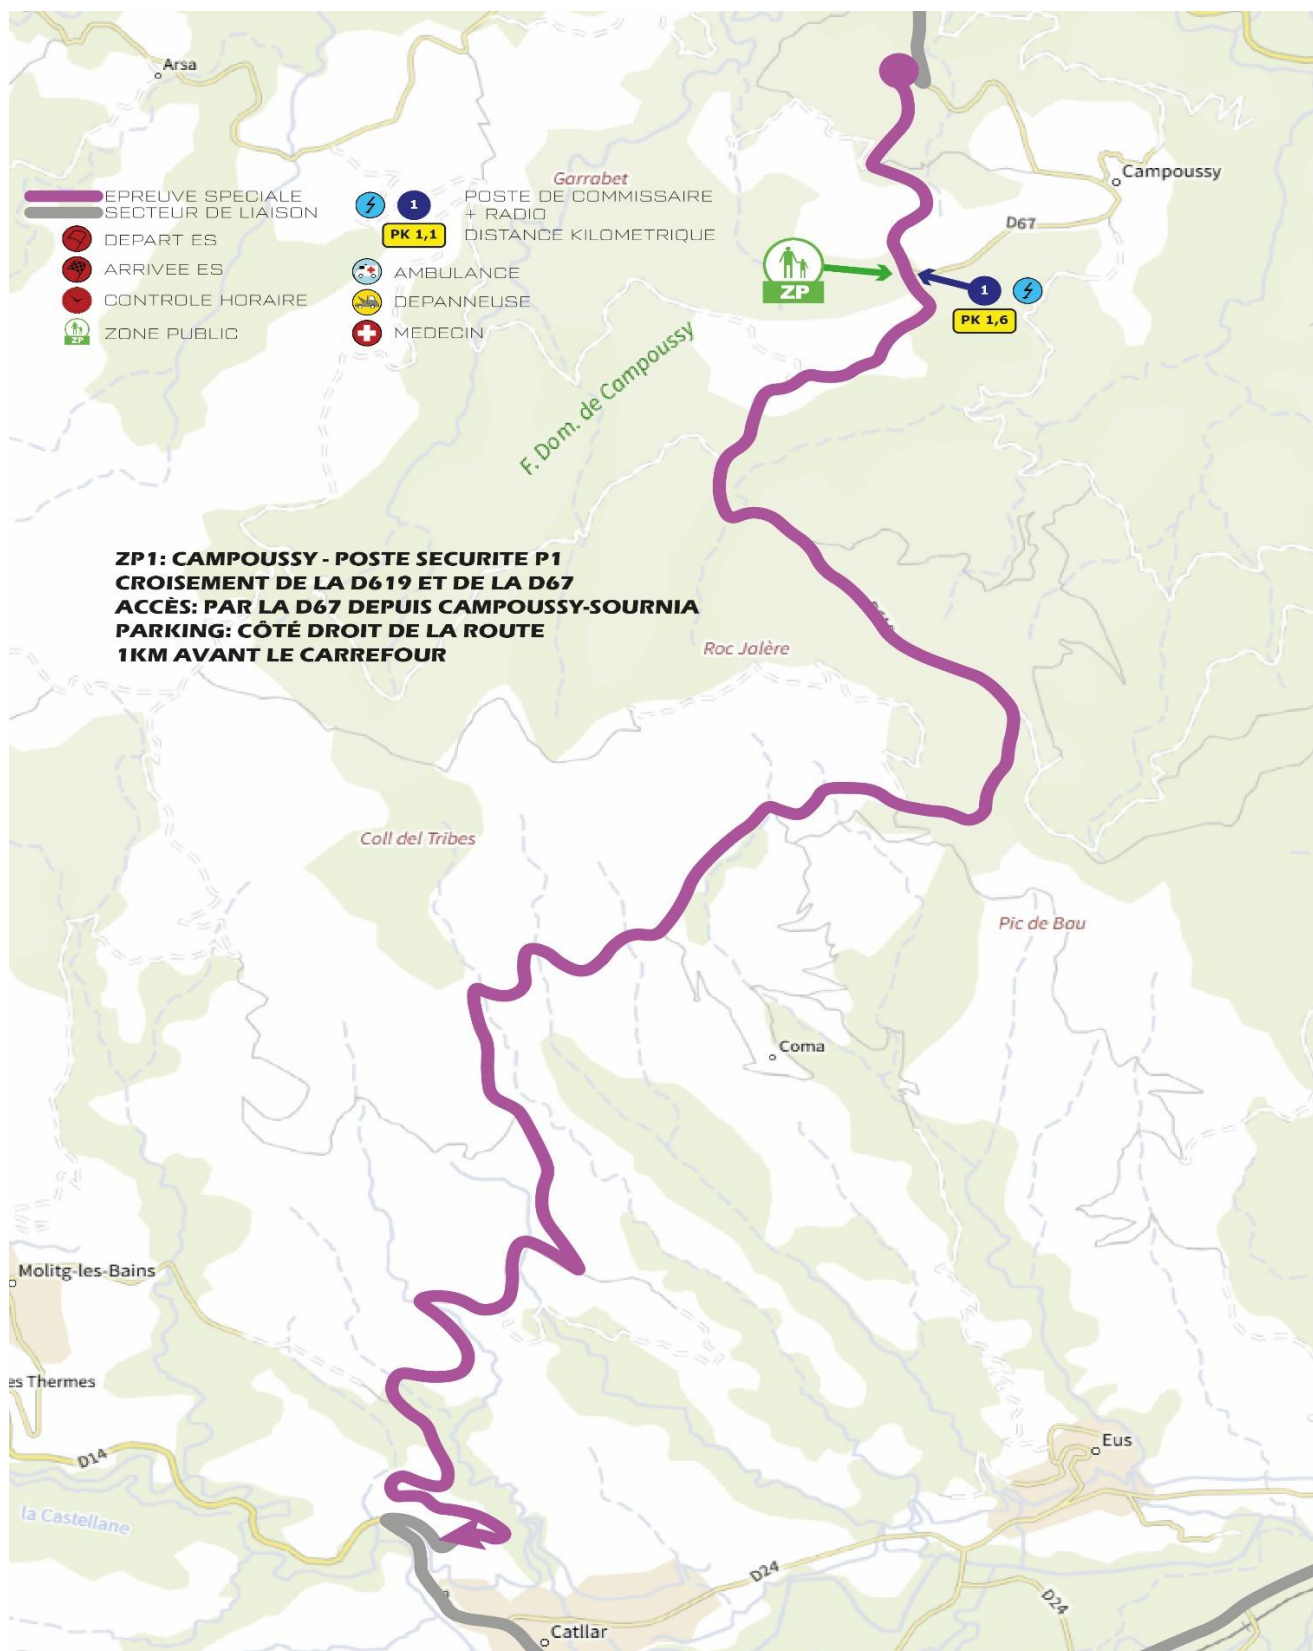 Arsa
Garrabet
Campoussy
EPREUVE SPECIALE
SECTEUR DE LIAISON
1
POSTE DE COMMISSAIRE
+ RADIO
PK 1,1
DISTANCE KILOMETRIQUE
DEPART ES
ARRIVEE ES
AMBULANCE
CONTROLE HORAIRE
DEPANNEUSE
ZP
ZONE PUBLIC
MEDECIN
D67
ZP
1
PK 1,6
F. Dom. de Campoussy
ZP1: CAMPOUSSY - POSTE SECURITE P1
CROISEMENT DE LA D619 ET DE LA D67
ACCÈS: PAR LA D67 DEPUIS CAMPOUSSY-SOURNIA
PARKING: CÔTÉ DROIT DE LA ROUTE
1KM AVANT LE CARREFOUR
Roc Jalère
Coll del Tribes
Pic de Bau
Coma
Molitg-les-Bains
es Thermes
D14
Eus
la Castellane
D24
D24
Catllar